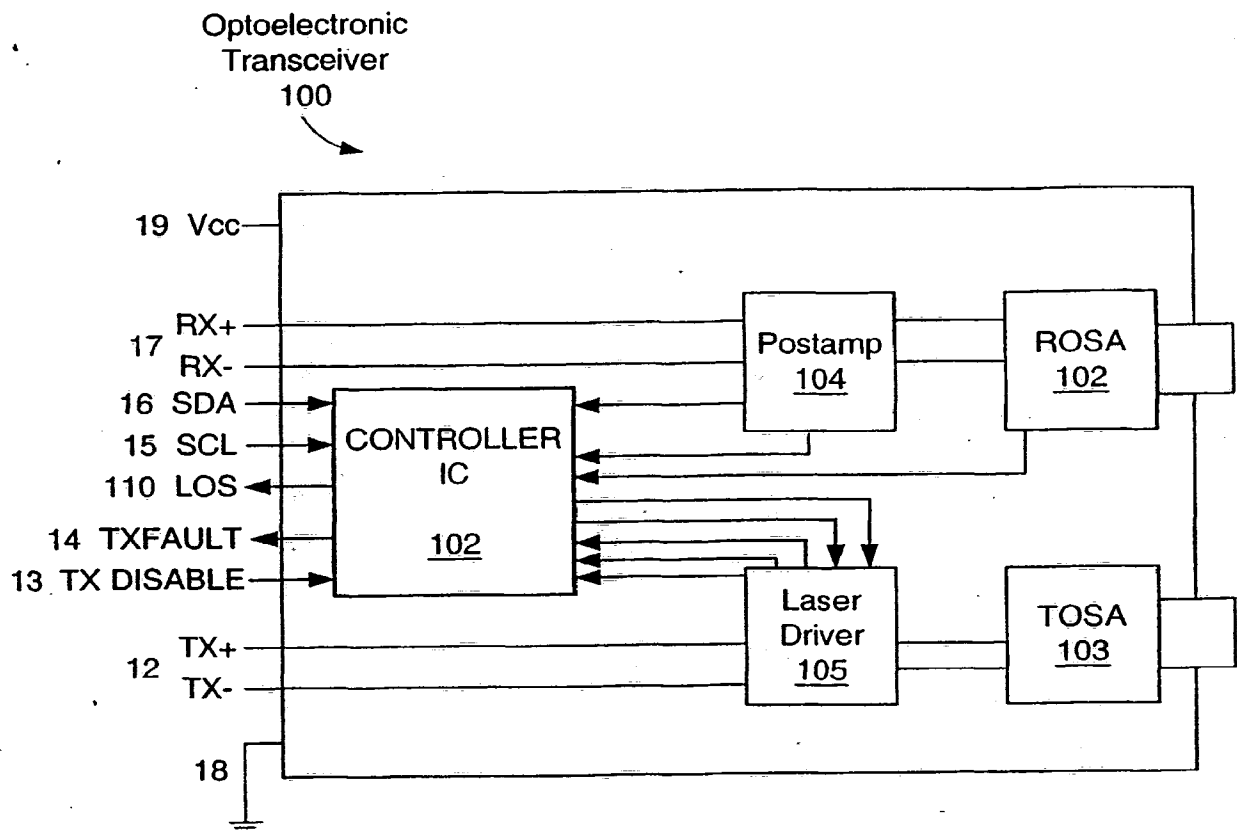 Optoelectronic
Transceiver
100
19 Vcc
17 RX+
RX-
16 SDA
15 SCL
110 LOS
14 TXFAULT
13 TX DISABLE
12 TX+
TX-
18
CONTROLLER
IC
102
Postamp
104
ROSA
102
Laser
Driver
105
TOSA
103